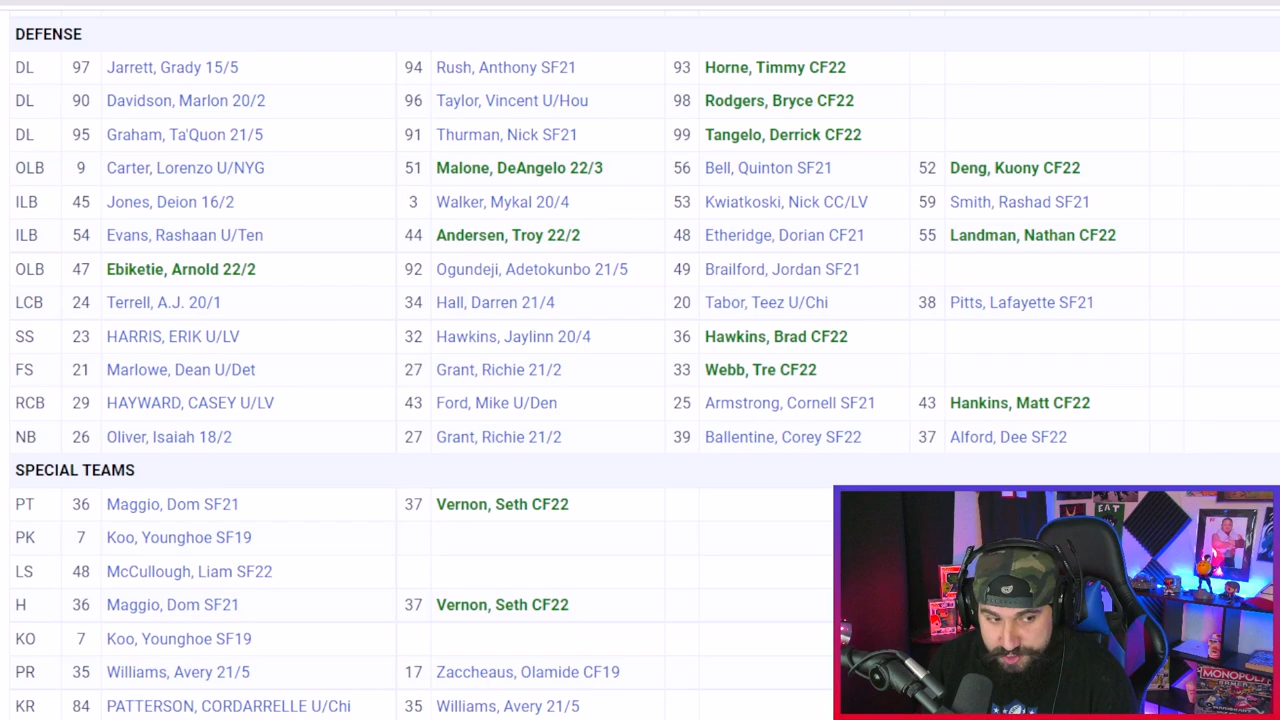 DEFENSE
DL 97 Jarrett, Grady 15/5 94 Rush, Anthony SF21 93 Horne, Timmy CF22
DL 90 Davidson, Marlon 20/2 96 Taylor, Vincent U/Hou 98 Rodgers, Bryce CF22
DL 95 Graham, Ta'Quon 21/5 91 Thurman, Nick SF21 99 Tangelo, Derrick CF22
OLB 9 Carter, Lorenzo U/NYG 51 Malone, DeAngelo 22/3 56 Bell, Quinton SF21 52 Deng, Kuony CF22
ILB 45 Jones, Deion 16/2 3 Walker, Mykal 20/4 53 Kwiatkoski, Nick CC/LV 59 Smith, Rashad SF21
ILB 54 Evans, Rashaan U/Ten 44 Andersen, Troy 22/2 48 Etheridge, Dorian CF21 55 Landman, Nathan CF22
OLB 47 Ebiketie, Arnold 22/2 92 Ogundeji, Adetokunbo 21/5 49 Brailford, Jordan SF21
LCB 24 Terrell, A.J. 20/1 34 Hall, Darren 21/4 20 Tabor, Teez U/Chi 38 Pitts, Lafayette SF21
SS 23 HARRIS, ERIK U/LV 32 Hawkins, Jaylinn 20/4 36 Hawkins, Brad CF22
FS 21 Marlowe, Dean U/Det 27 Grant, Richie 21/2 33 Webb, Tre CF22
RCB 29 HAYWARD, CASEY U/LV 43 Ford, Mike U/Den 25 Armstrong, Cornell SF21 43 Hankins, Matt CF22
NB 26 Oliver, Isaiah 18/2 27 Grant, Richie 21/2 39 Ballentine, Corey SF22 37 Alford, Dee SF22
SPECIAL TEAMS
PT 36 Maggio, Dom SF21 37 Vernon, Seth CF22
PK 7 Koo, Younghoe SF19
LS 48 McCullough, Liam SF22
H 36 Maggio, Dom SF21 37 Vernon, Seth CF22
KO 7 Koo, Younghoe SF19
PR 35 Williams, Avery 21/5 17 Zaccheaus, Olamide CF19
KR 84 PATTERSON, CORDARRELLE U/Chi 35 Williams, Avery 21/5
EAT
MONOPOLY
GAMER